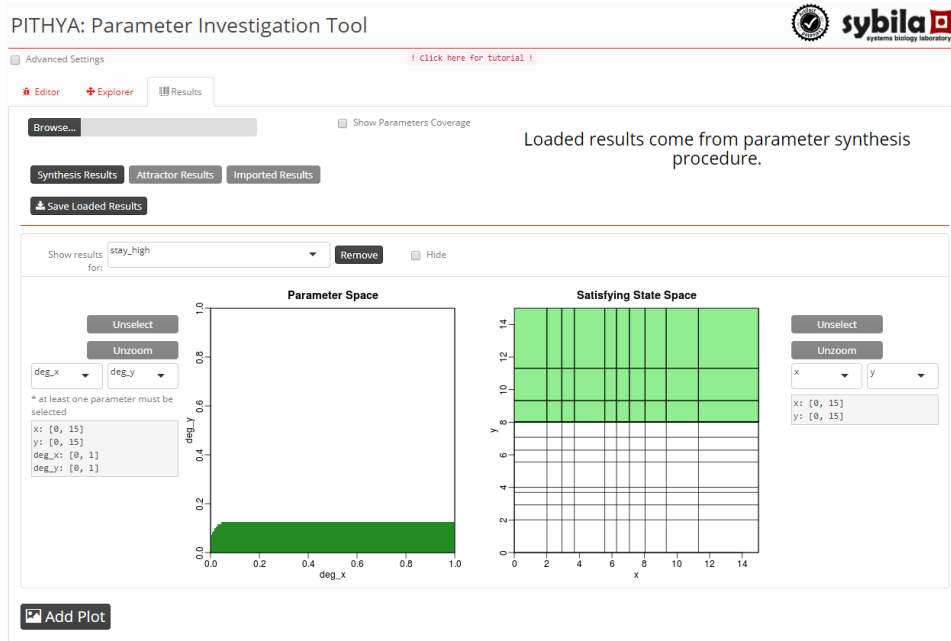 PITHYA: Parameter Investigation Tool
sybila
systems biology laboratory
Advanced Settings
! Click here for tutorial !
Editor
Explorer
Results
Browse...
Show Parameters Coverage
Loaded results come from parameter synthesis
procedure.
Synthesis Results
Attractor Results
Imported Results
Save Loaded Results
Show results
for:
stay_high
Remove
Hide
Unselect
Unzoom
deg_x
deg_y
* at least one parameter must be
selected
x: [0, 15]
y: [0, 15]
deg_x: [0, 1]
deg_y: [0, 1]
Parameter Space
1.0
0.8
0.6
0.4
0.2
0.0
deg_y
0.0 0.2 0.4 0.6 0.8 1.0
deg_x
Satisfying State Space
14
12
10
8
6
4
2
0
y
0 2 4 6 8 10 12 14
x
Unselect
Unzoom
x
y
x: [0, 15]
y: [0, 15]
Add Plot